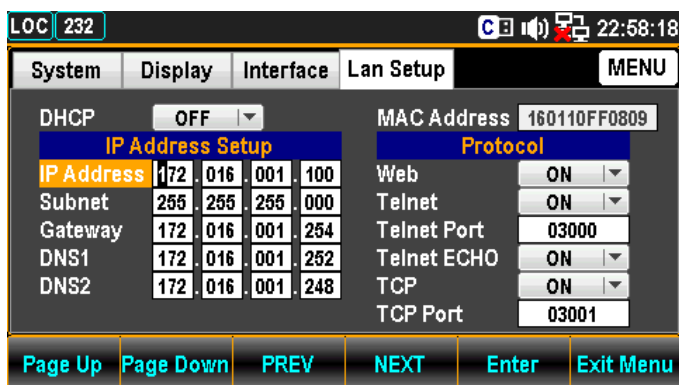 LOC 232 C 22:58:18
System Display Interface Lan Setup MENU
DHCP OFF MAC Address 160110FF0809
IP Address Setup Protocol
IP Address 172 . 016 . 001 . 100 Web ON
Subnet 255 . 255 . 255 . 000 Telnet ON
Gateway 172 . 016 . 001 . 254 Telnet Port 03000
DNS1 172 . 016 . 001 . 252 Telnet ECHO ON
DNS2 172 . 016 . 001 . 248 TCP ON
TCP Port 03001
Page Up Page Down PREV NEXT Enter Exit Menu